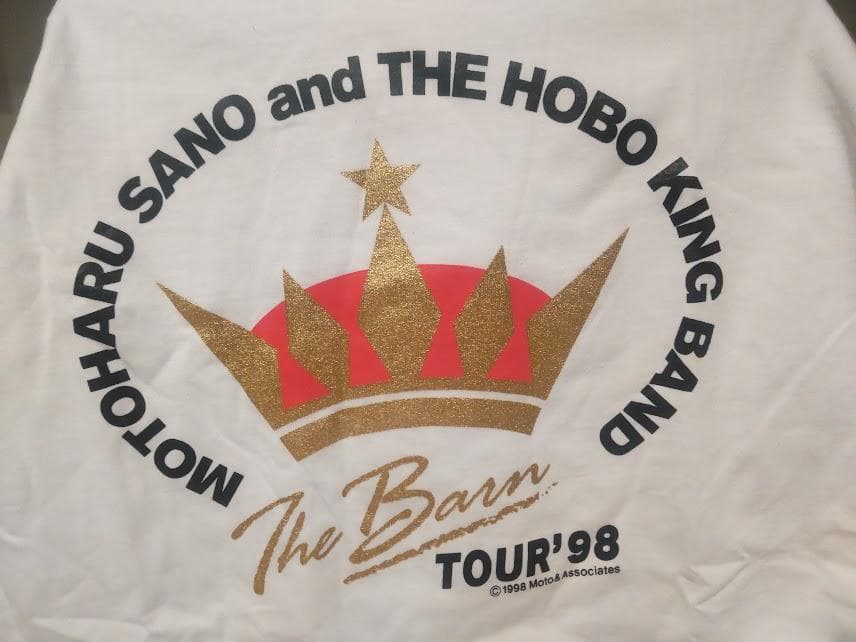 MOTOHARU SANO and THE HOBO KING BAND
The Barn
TOUR'98
©1998 Moto & Associates